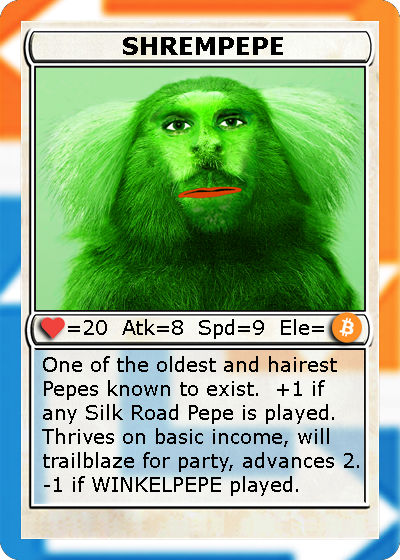 SHREMPEPE
=20 Atk=8 Spd=9 Ele=
One of the oldest and hairest
Pepes known to exist. +1 if
any Silk Road Pepe is played.
Thrives on basic income, will
trailblaze for party, advances 2.
-1 if WINKELPEPE played.